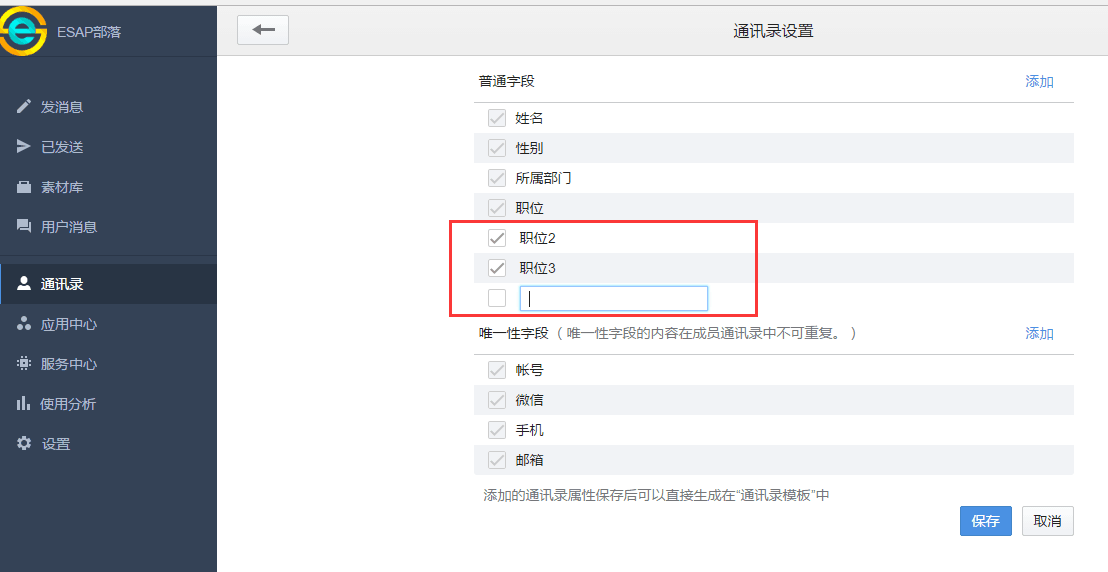 ESAP部落
通讯录设置
发消息
已发送
素材库
用户消息
通讯录
应用中心
服务中心
使用分析
设置
普通字段
添加
姓名
性别
所属部门
职位
职位2
职位3
唯一性字段（ 唯一性字段的内容在成员通讯录中不可重复。 ）
添加
帐号
微信
手机
邮箱
添加的通讯录属性保存后可以直接生成在“通讯录模板”中
保存
取消